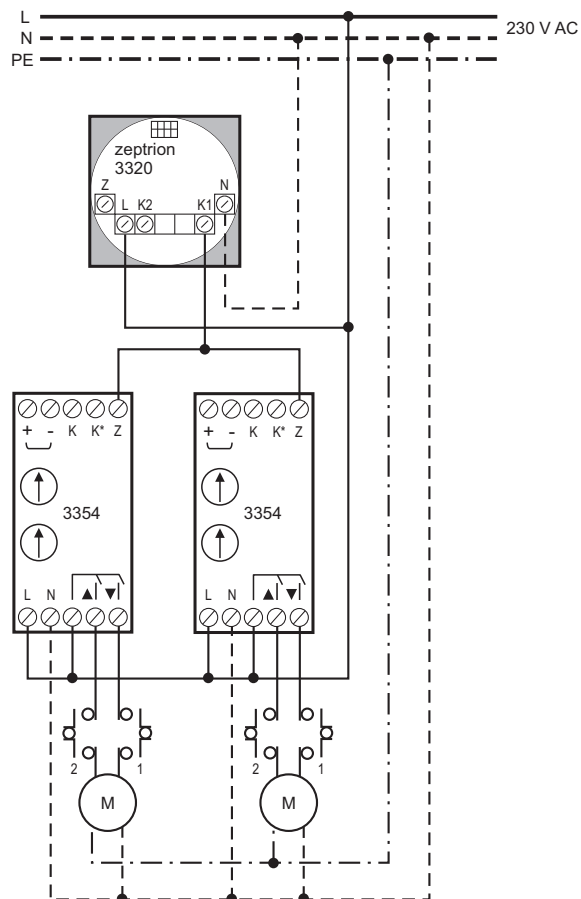 L
N
PE
230 V AC
zeptrion
3320
Z
N
L K2
K1
+ - K K* Z
+ - K K* Z
3354
3354
L N
L N
2 1
2 1
M
M